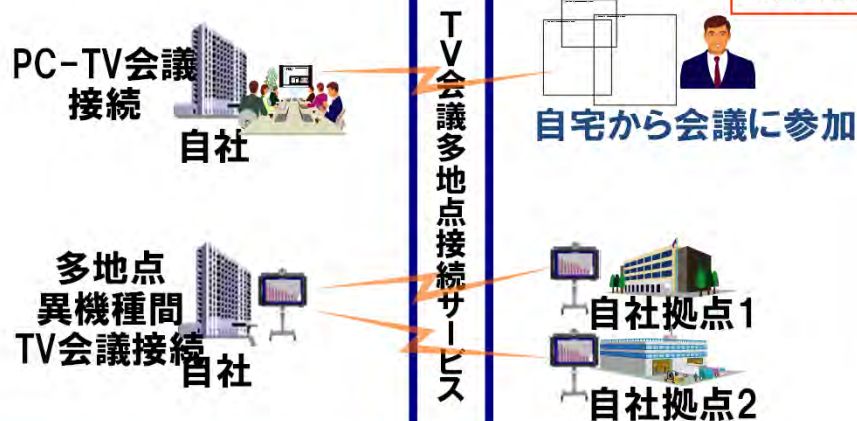 PC-TV会議
接続
自社
TV会議多地点接続サービス
自宅から会議に参加
多地点
異機種間
TV会議接続
自社
自社拠点1
自社拠点2